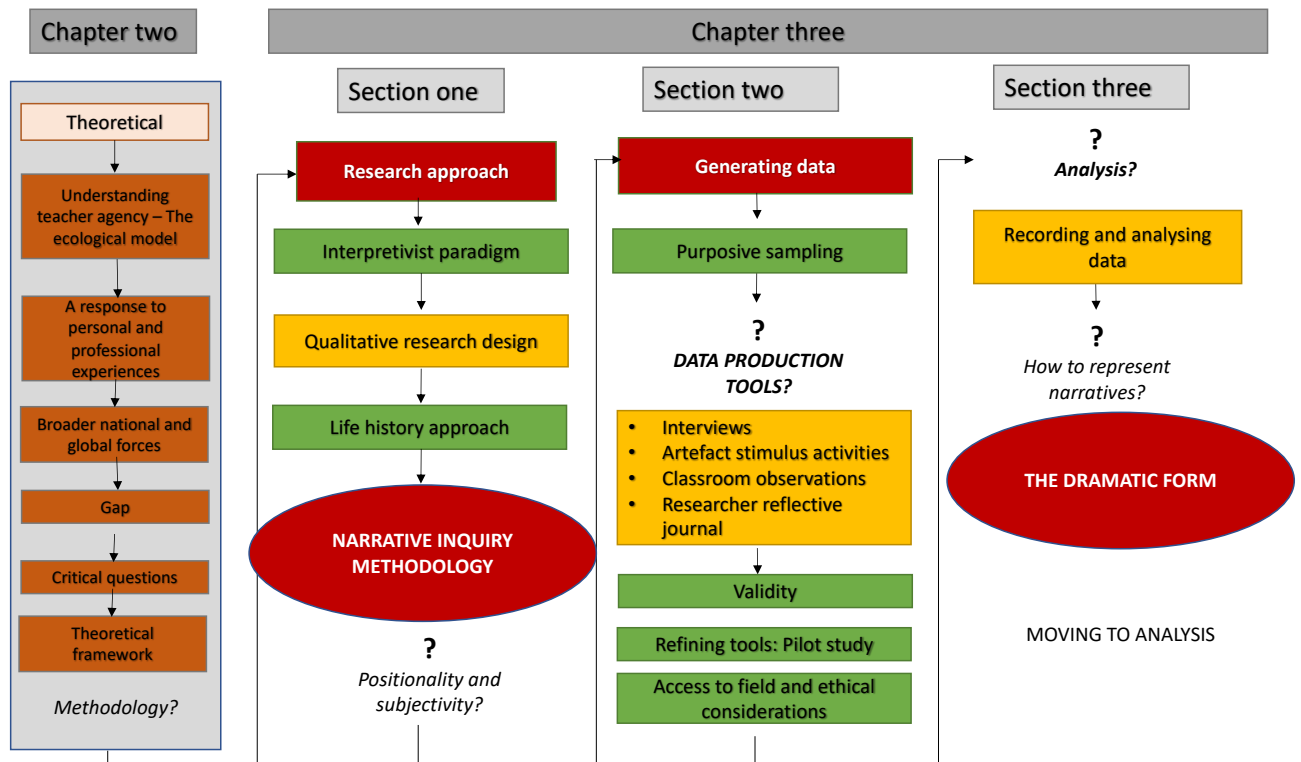 Chapter two
Theoretical
Understanding
teacher agency – The
ecological model
A response to
personal and
professional
experiences
Broader national and
global forces
Gap
Critical questions
Theoretical
framework
Methodology?
Chapter three
Section one
Research approach
Interpretivist paradigm
Qualitative research design
Life history approach
NARRATIVE INQUIRY
METHODOLOGY
?
Positionality and
subjectivity?
Section two
Generating data
Purposive sampling
?
DATA PRODUCTION
TOOLS?
• Interviews
• Artefact stimulus activities
• Classroom observations
• Researcher reflective
journal
Validity
Refining tools: Pilot study
Access to field and ethical
considerations
Section three
?
Analysis?
Recording and analysing
data
?
How to represent
narratives?
THE DRAMATIC FORM
MOVING TO ANALYSIS